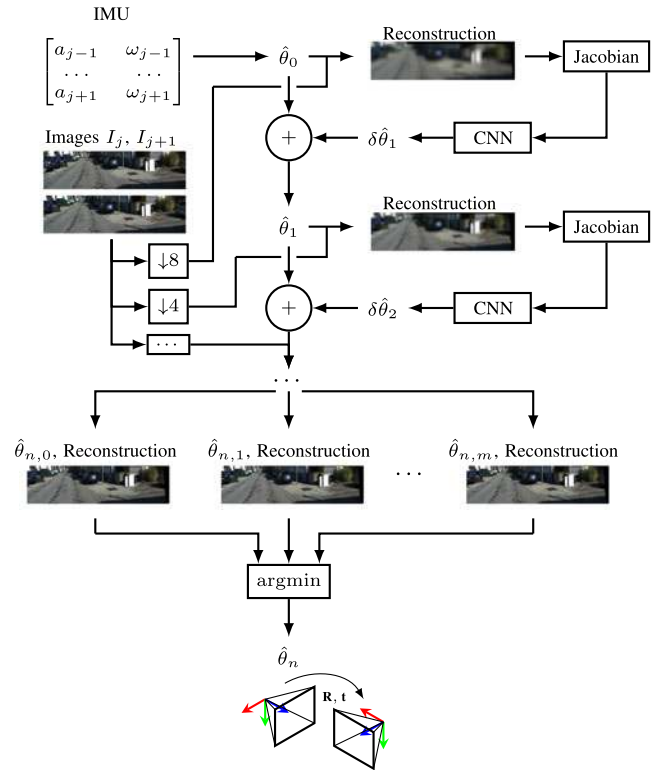 IMU
a_{j−1} ω_{j−1}
··· ···
a_{j+1} ω_{j+1}
θ̂_0
Reconstruction
Jacobian
+
δθ̂_1
CNN
Images I_j, I_{j+1}
θ̂_1
Reconstruction
Jacobian
↓8
↓4
+
δθ̂_2
CNN
···
···
θ̂_{n,0}, Reconstruction
θ̂_{n,1}, Reconstruction
···
θ̂_{n,m}, Reconstruction
argmin
θ̂_n
R, t